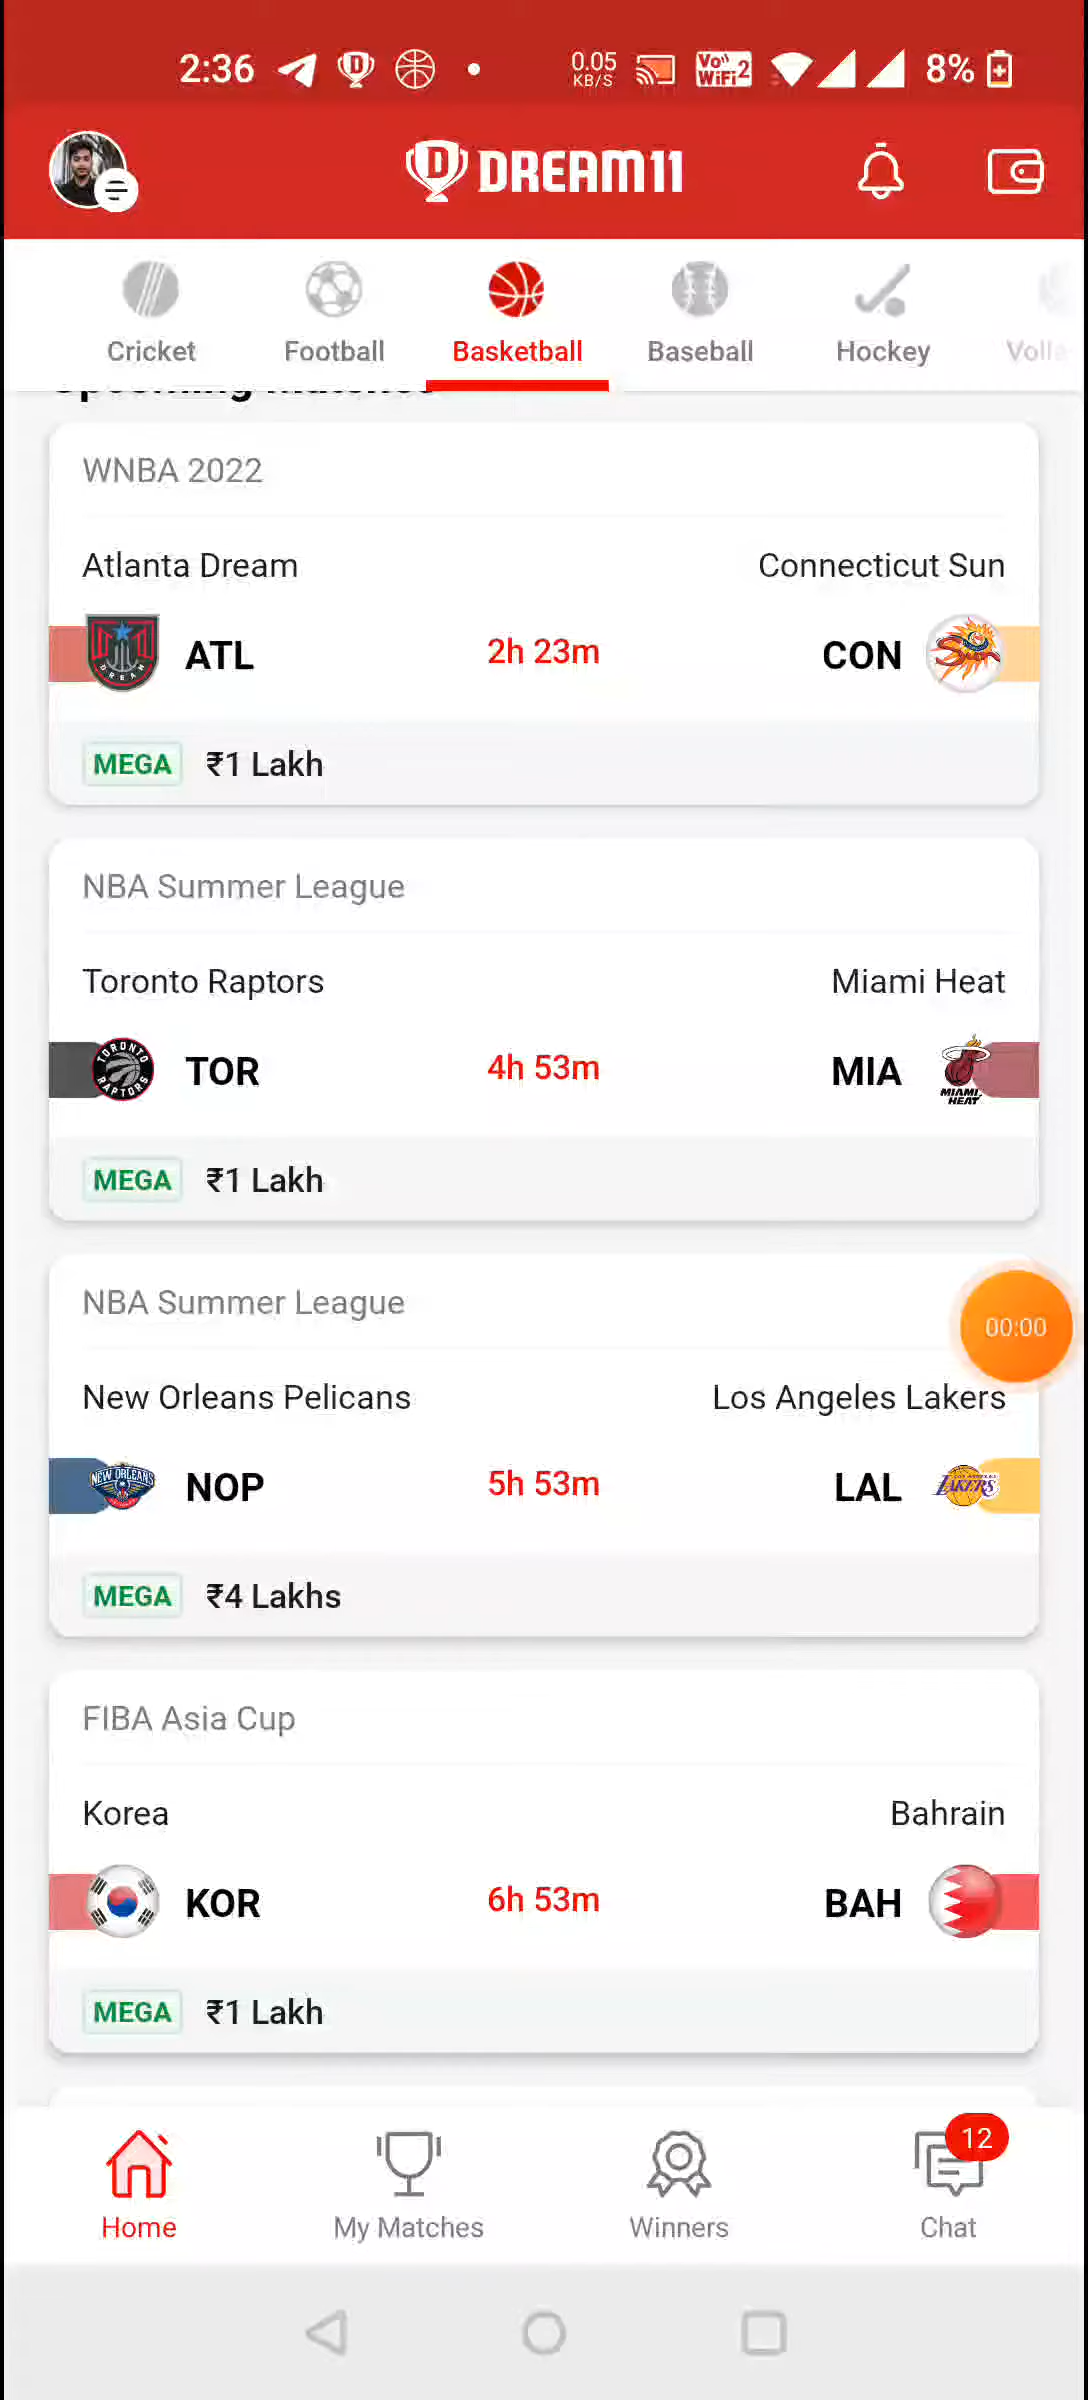 2:36 0.05 KB/S Vo WiFi 2 8%
DREAM11
Cricket Football Basketball Baseball Hockey Volle
Upcoming Matches
WNBA 2022
Atlanta Dream Connecticut Sun
ATL 2h 23m CON
MEGA ₹1 Lakh
NBA Summer League
Toronto Raptors Miami Heat
TOR 4h 53m MIA
MEGA ₹1 Lakh
NBA Summer League
00:00
New Orleans Pelicans Los Angeles Lakers
NOP 5h 53m LAL
MEGA ₹4 Lakhs
FIBA Asia Cup
Korea Bahrain
KOR 6h 53m BAH
MEGA ₹1 Lakh
12
Home My Matches Winners Chat